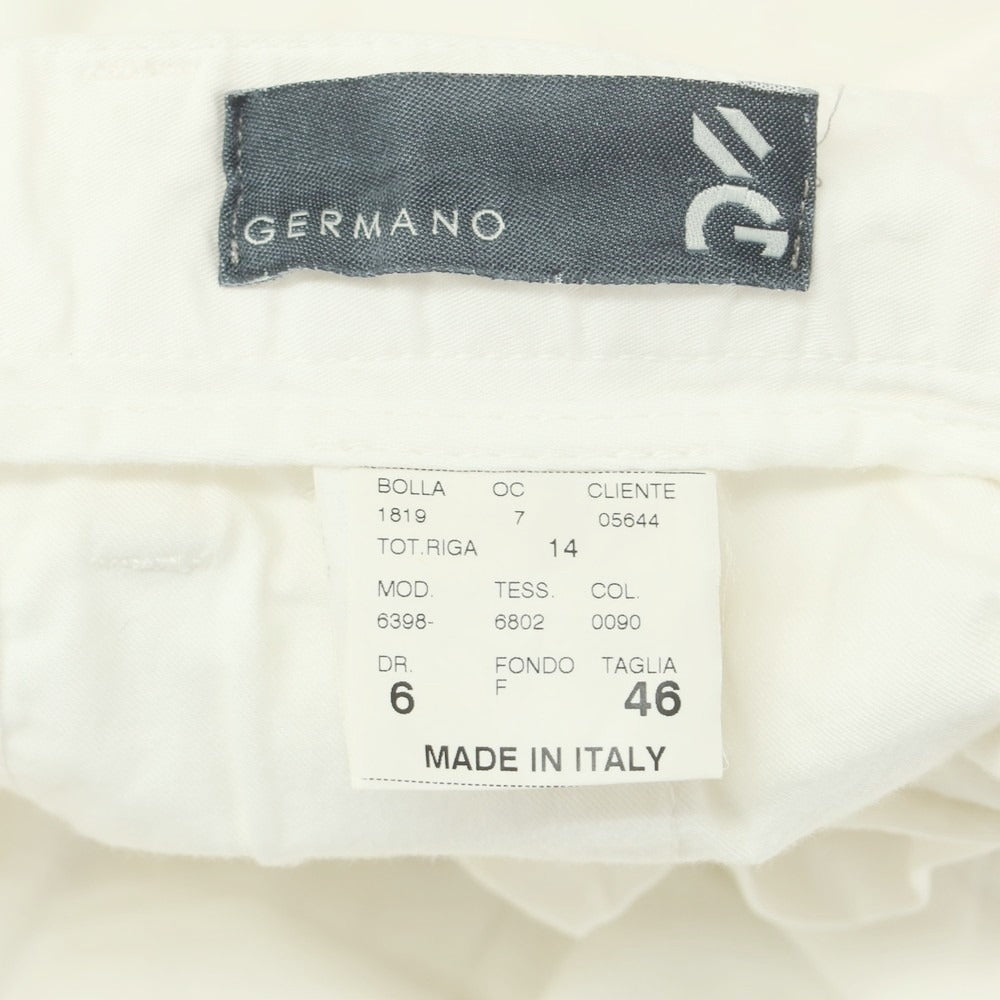 GERMANO
G
BOLLA OC CLIENTE
1819 7 05644
TOT.RIGA 14
MOD. TESS. COL.
6398- 6802 0090
DR. FONDO TAGLIA
6 F 46
MADE IN ITALY